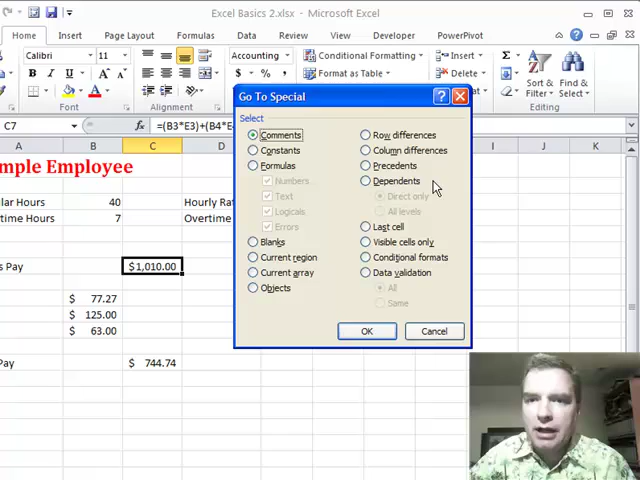 Excel Basics 2.xlsx - Microsoft Excel
Home Insert Page Layout Formulas Data Review View Developer PowerPivot
Calibri 11 Accounting Conditional Formatting Insert Σ
B I U A $ % , Format as Table Delete Sort & Find &
Font Filter Select
C7 =(B3*E3)+(B4*E
A B C D J K
mple Employee
lar Hours 40 Hourly Ra
time Hours 7 Overtime
s Pay $1,010.00
$ 77.27
$ 125.00
$ 63.00
Pay $ 744.74
Go To Special
Select
Comments
Constants
Formulas
Numbers
Text
Logicals
Errors
Blanks
Current region
Current array
Objects
Row differences
Column differences
Precedents
Dependents
Direct only
All levels
Last cell
Visible cells only
Conditional formats
Data validation
All
Same
OK Cancel